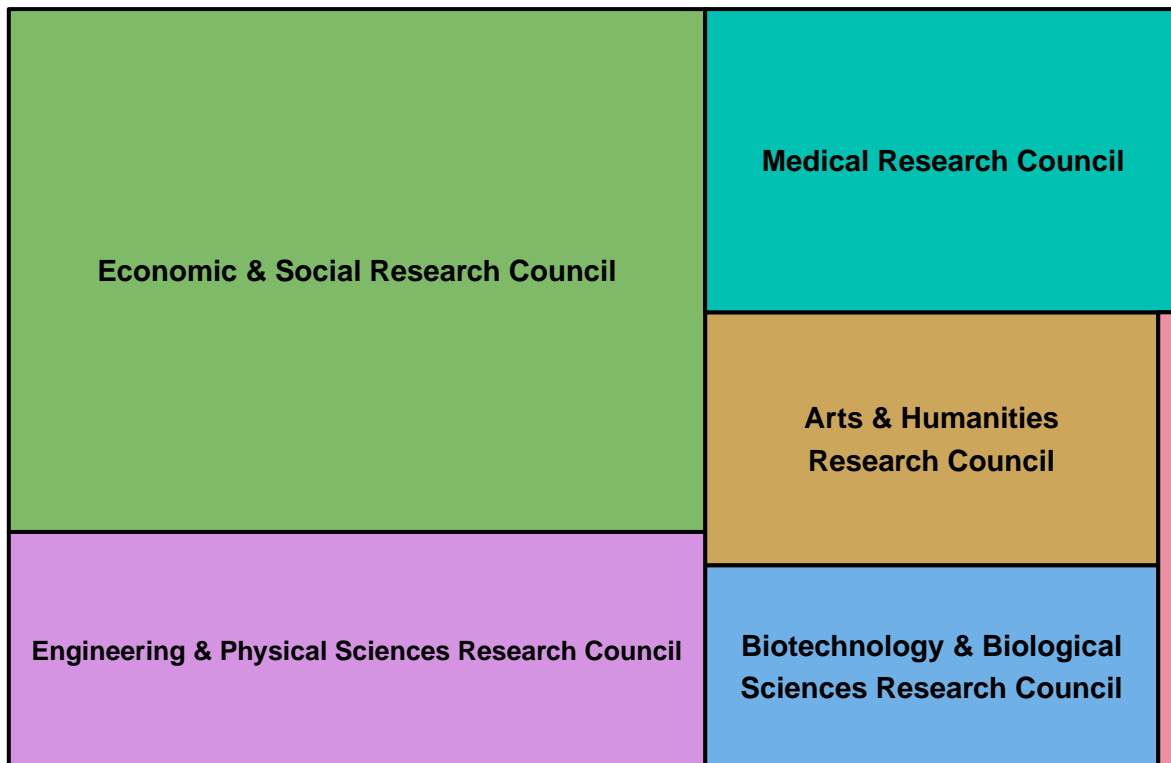 Economic & Social Research Council
Medical Research Council
Arts & Humanities
Research Council
Engineering & Physical Sciences Research Council
Biotechnology & Biological
Sciences Research Council